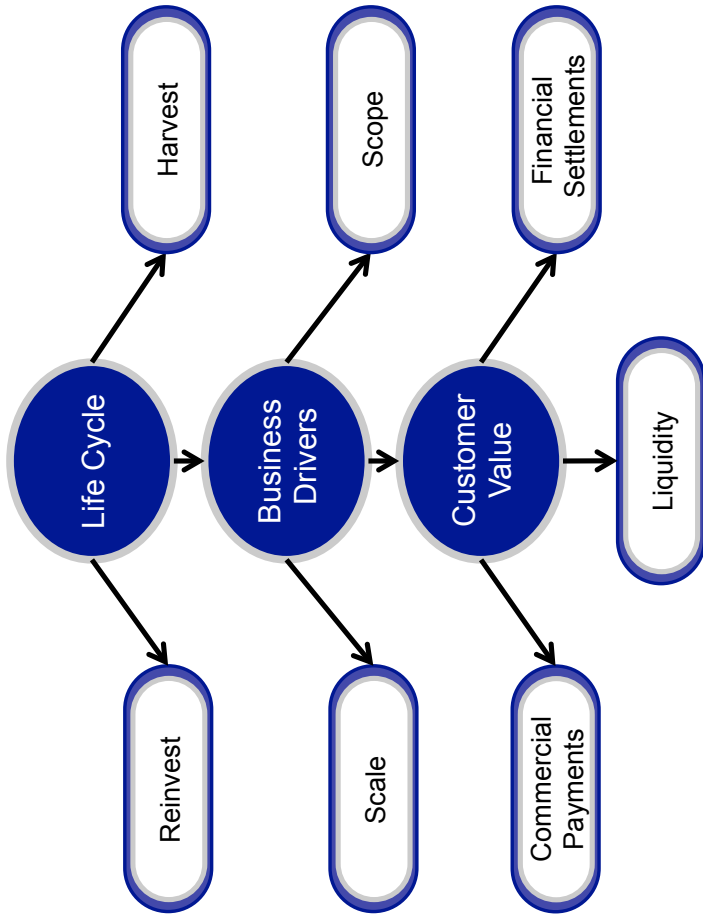 Life Cycle
Reinvest
Harvest
Business
Drivers
Scale
Scope
Customer
Value
Commercial
Payments
Financial
Settlements
Liquidity